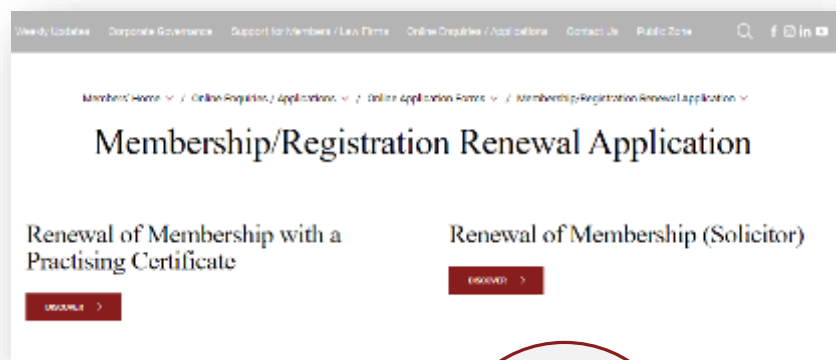 Weekly Updates Corporate Governance Support for Members / Law Firms Online Enquiries / Applications Contact Us Public Zone
Members' Home / Online Enquiries / Applications / Online Application Forms / Membership/Registration Renewal Application
Membership/Registration Renewal Application
Renewal of Membership with a
Practising Certificate
DISCOVER
Renewal of Membership (Solicitor)
DISCOVER